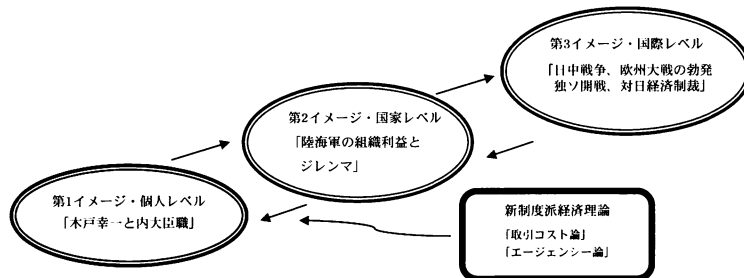 第3イメージ・国際レベル
「日中戦争、欧州大戦の勃発
独ソ開戦、対日経済制裁」
第2イメージ・国家レベル
「陸海軍の組織利益と
ジレンマ」
第1イメージ・個人レベル
「木戸幸一と内大臣職」
新制度派経済理論
「取引コスト論」
「エージェンシー論」